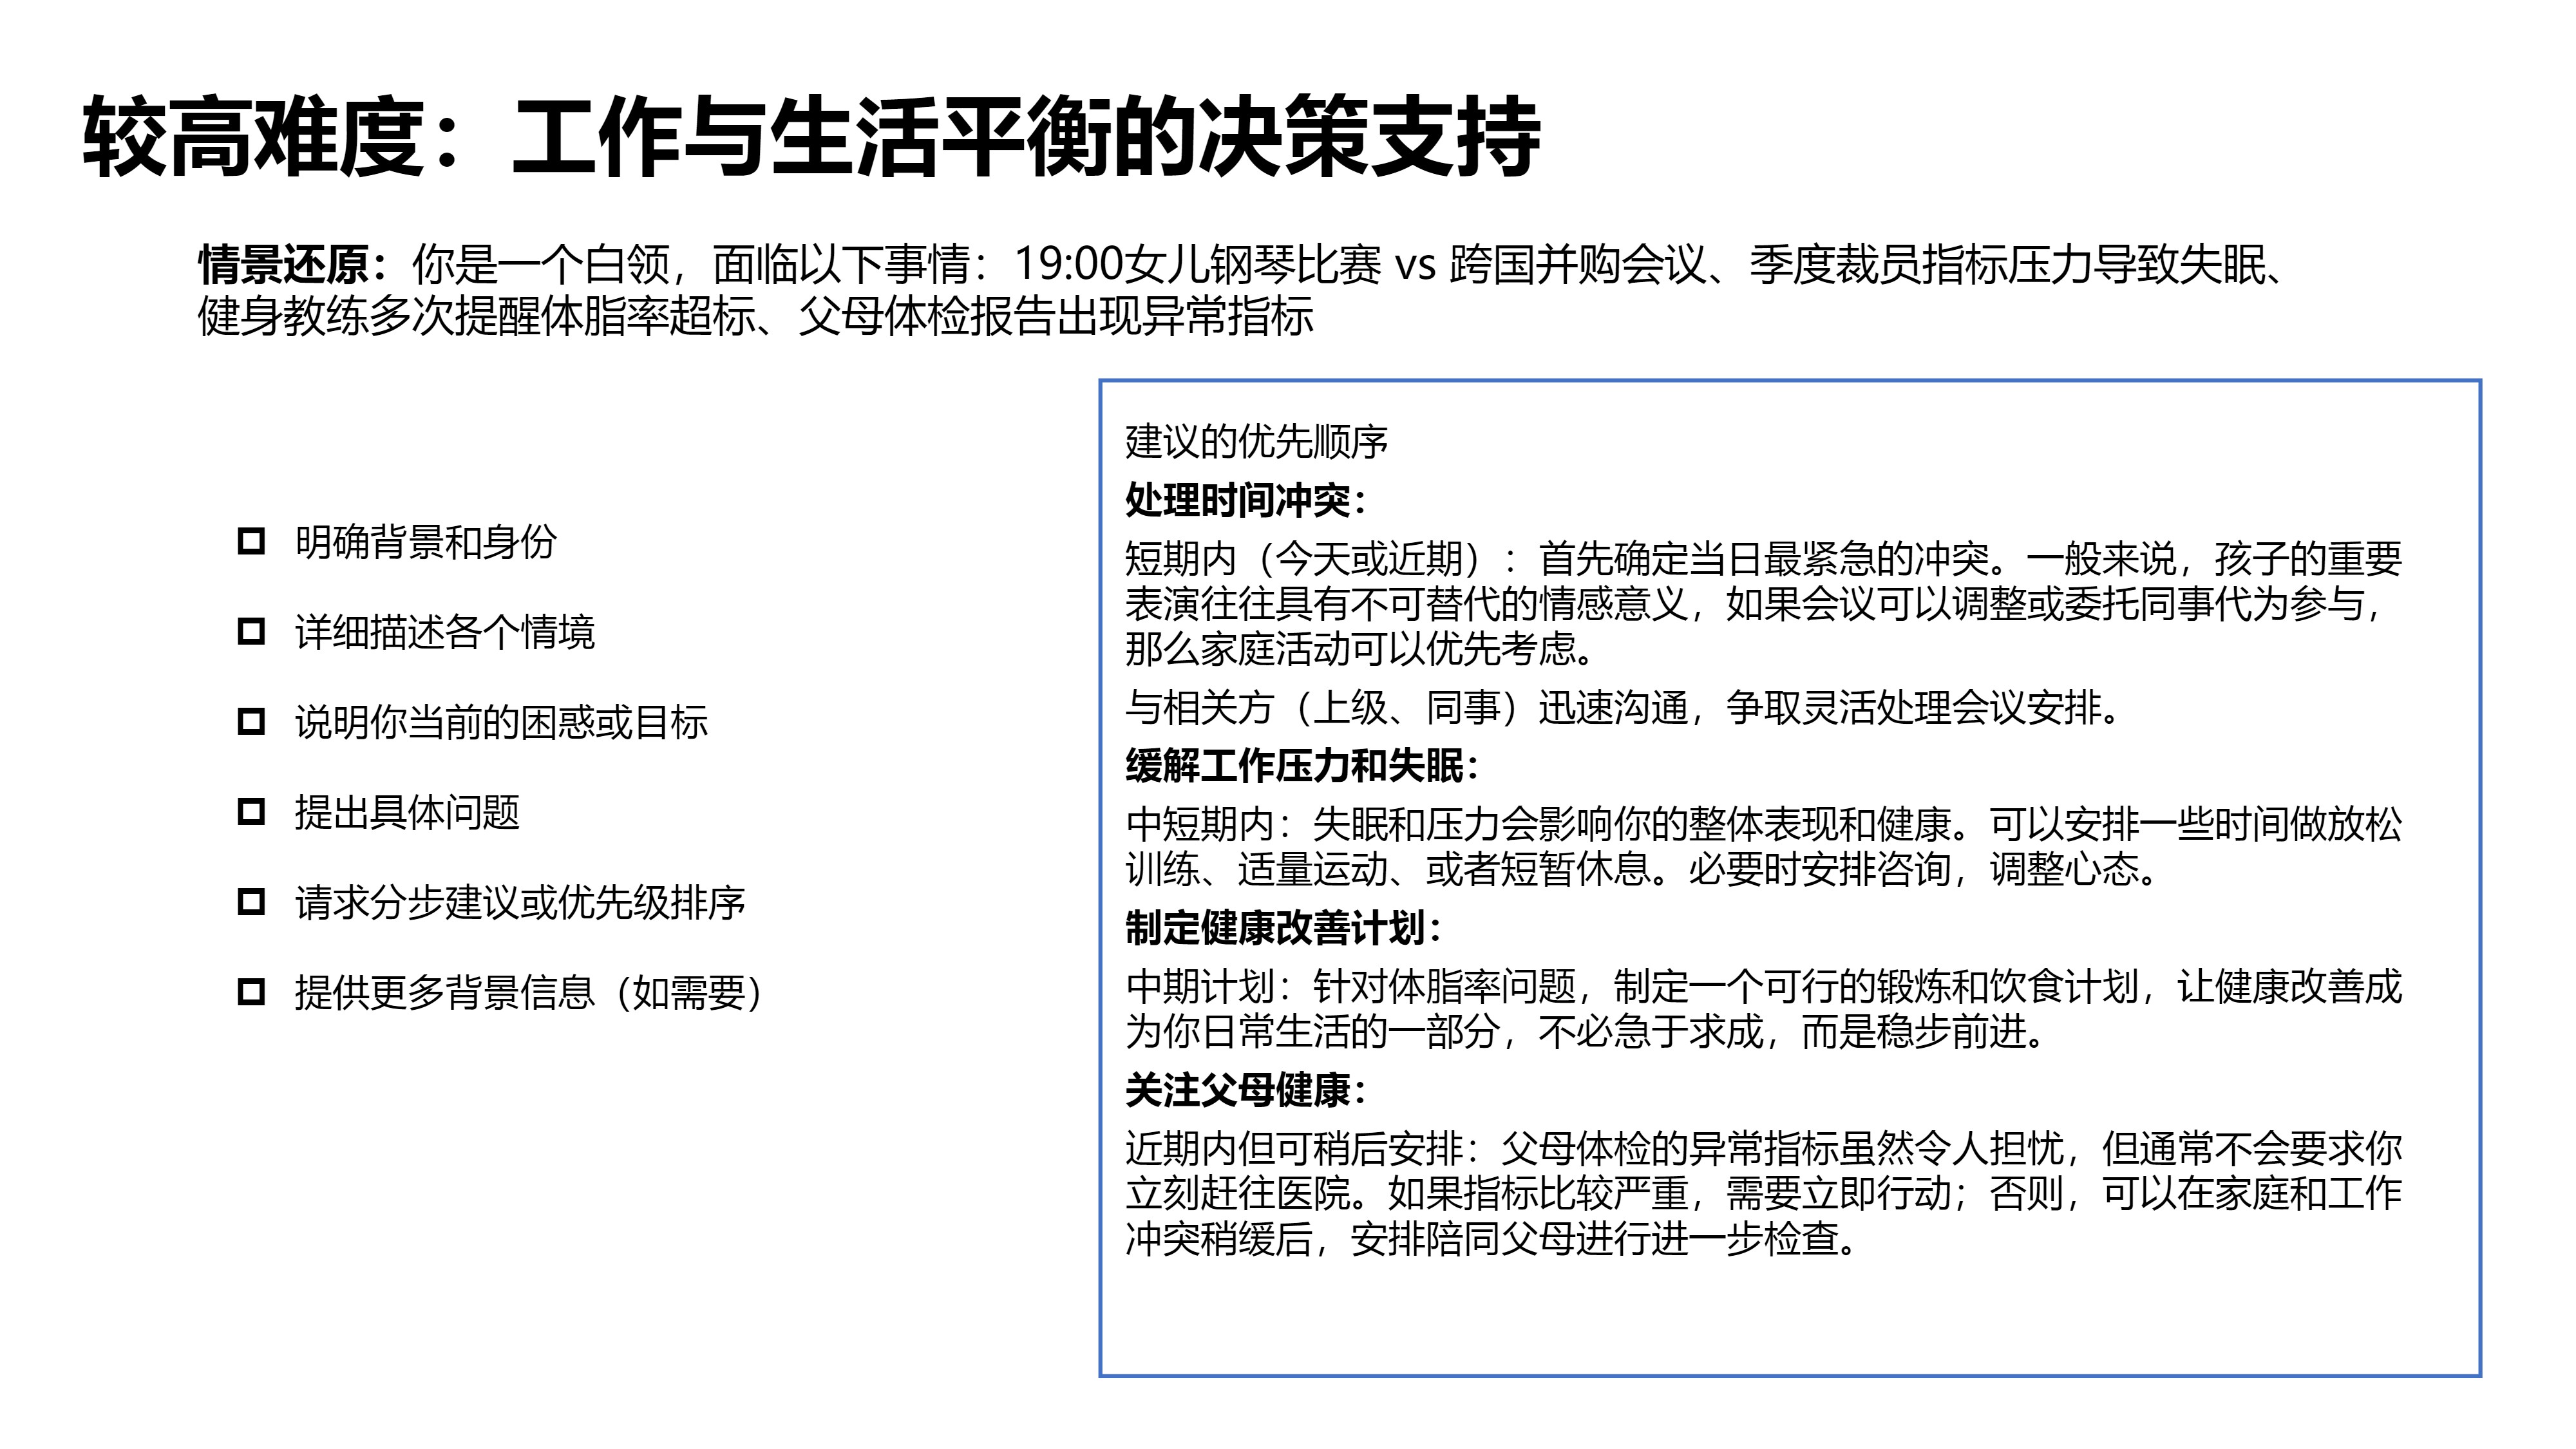 较高难度：工作与生活平衡的决策支持
情景还原：你是一个白领，面临以下事情：19:00女儿钢琴比赛 vs 跨国并购会议、季度裁员指标压力导致失眠、
健身教练多次提醒体脂率超标、父母体检报告出现异常指标
明确背景和身份
详细描述各个情境
说明你当前的困惑或目标
提出具体问题
请求分步建议或优先级排序
提供更多背景信息（如需要）
建议的优先顺序
处理时间冲突：
短期内（今天或近期）：首先确定当日最紧急的冲突。一般来说，孩子的重要
表演往往具有不可替代的情感意义，如果会议可以调整或委托同事代为参与，
那么家庭活动可以优先考虑。
与相关方（上级、同事）迅速沟通，争取灵活处理会议安排。
缓解工作压力和失眠：
中短期内：失眠和压力会影响你的整体表现和健康。可以安排一些时间做放松
训练、适量运动、或者短暂休息。必要时安排咨询，调整心态。
制定健康改善计划：
中期计划：针对体脂率问题，制定一个可行的锻炼和饮食计划，让健康改善成
为你日常生活的一部分，不必急于求成，而是稳步前进。
关注父母健康：
近期内但可稍后安排：父母体检的异常指标虽然令人担忧，但通常不会要求你
立刻赶往医院。如果指标比较严重，需要立即行动；否则，可以在家庭和工作
冲突稍缓后，安排陪同父母进行进一步检查。